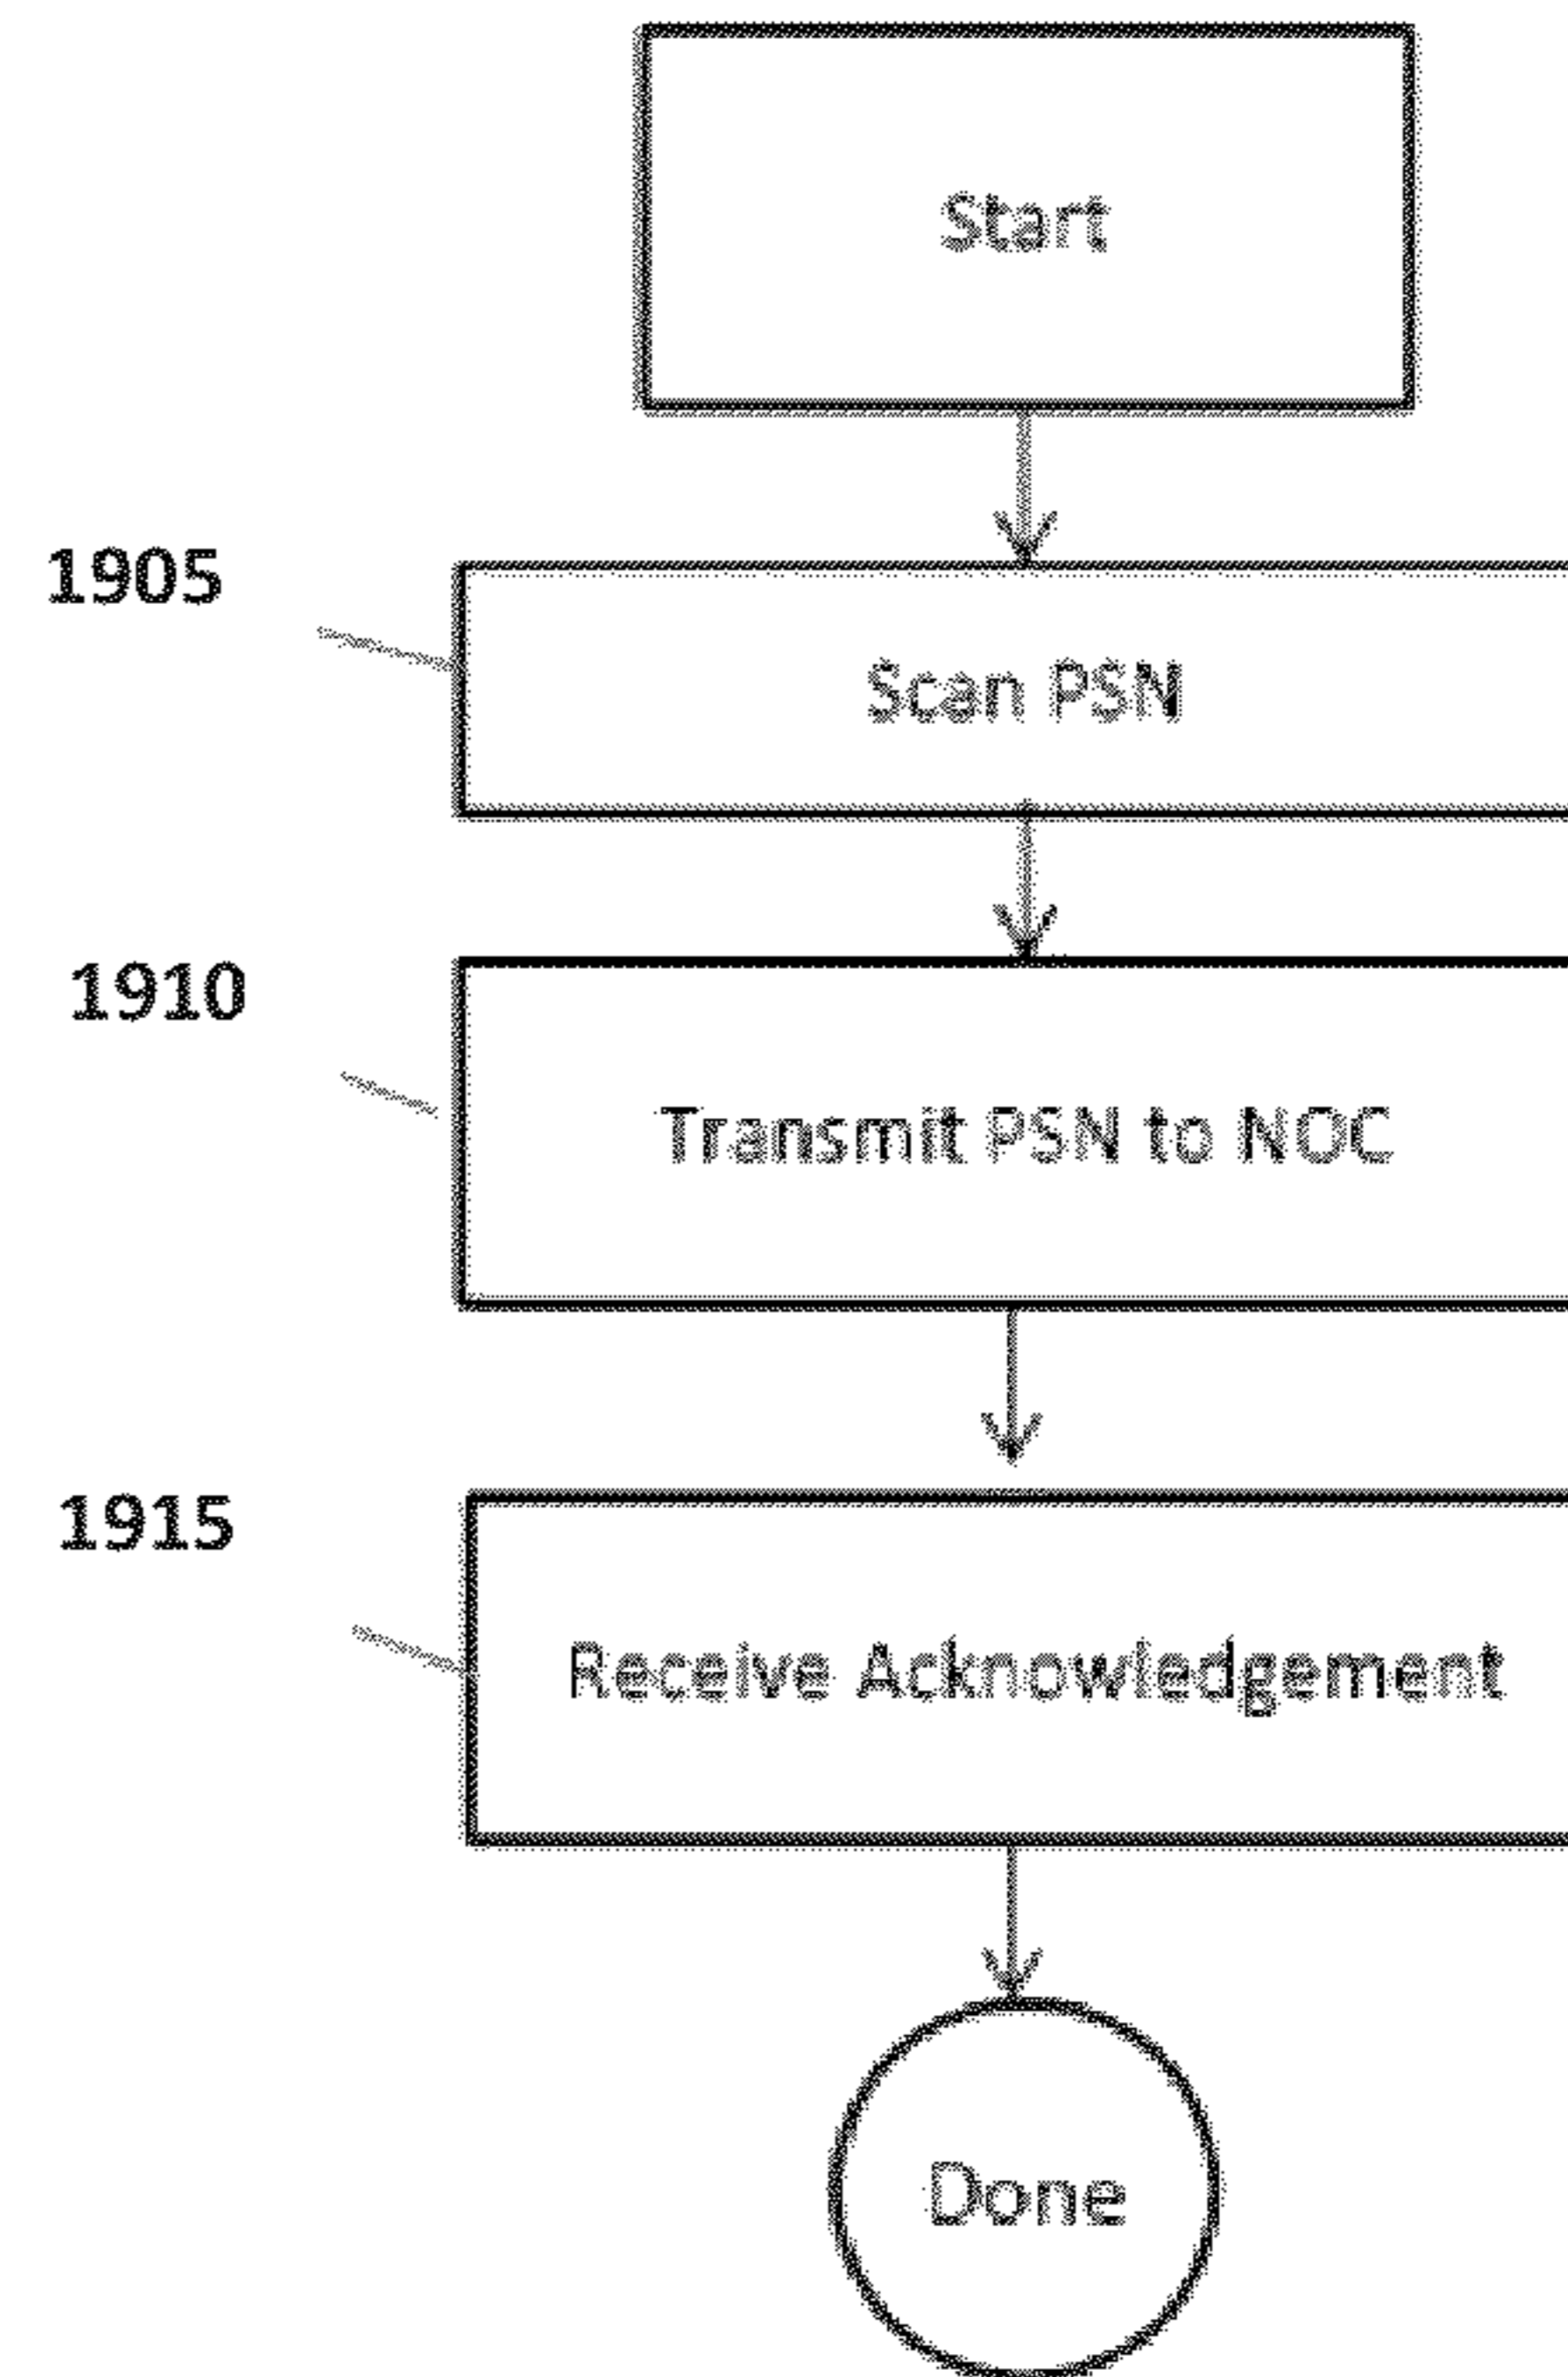 Start
1905
Scan PSN
1910
Transmit PSN to NOC
1915
Receive Acknowledgement
Done